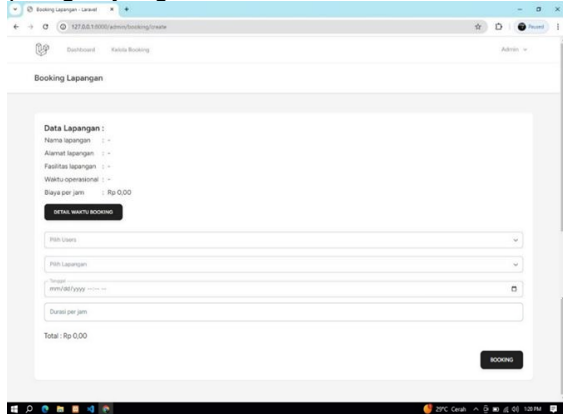 Booking Lapangan - Laravel
127.0.0.1:8000/admin/booking/create
Paused
Dashboard Kelola Booking Admin
Booking Lapangan
Data Lapangan :
Nama lapangan : -
Alamat lapangan : -
Fasilitas lapangan : -
Waktu operasional : -
Biaya per jam : Rp 0,00
DETAIL WAKTU BOOKING
Pilih Users
Pilih Lapangan
Tanggal
mm/dd/yyyy --:-- --
Durasi per jam
Total : Rp 0,00
BOOKING
29°C Cerah 1:28 PM